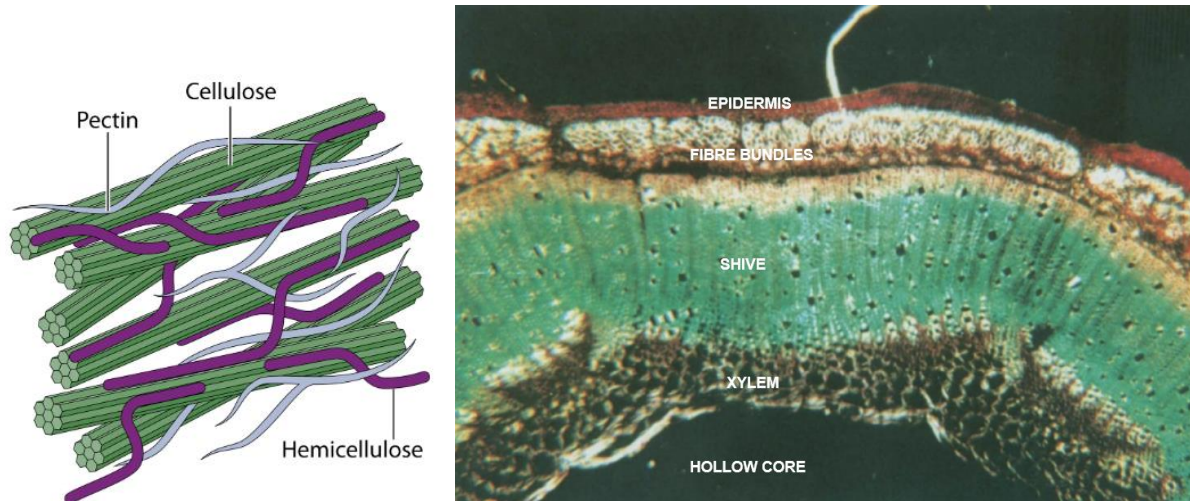 Cellulose
Pectin
Hemicellulose
EPIDERMIS
FIBRE BUNDLES
SHIVE
XYLEM
HOLLOW CORE